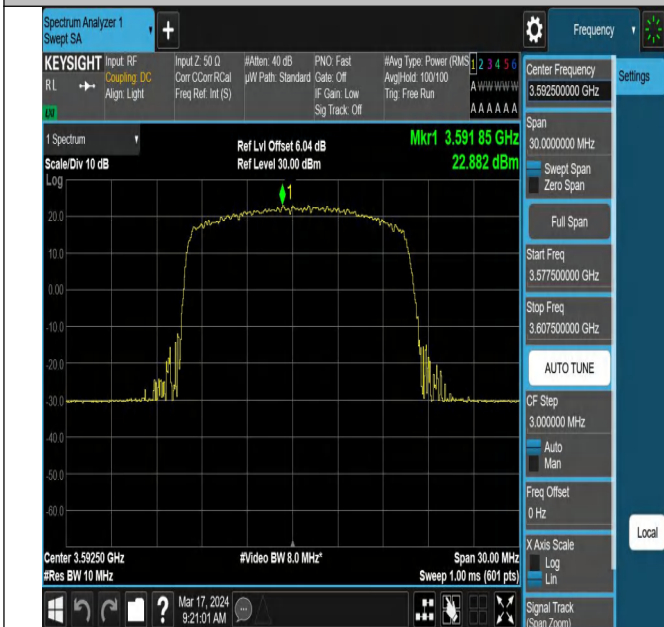 Spectrum Analyzer 1
Swept SA
Frequency
KEYSIGHT
RL
LXI
Input: RF
Coupling: DC
Align: Light
Input Z: 50 Ω
Corr CCorr RCal
Freq Ref: Int (S)
#Atten: 40 dB
µW Path: Standard
PNO: Fast
Gate: Off
IF Gain: Low
Sig Track: Off
#Avg Type: Power (RMS
Avg|Hold: 100/100
Trig: Free Run
1 2 3 4 5 6
A W W W W W
A A A A A A
1 Spectrum
Scale/Div 10 dB
Log
Ref Lvl Offset 6.04 dB
Ref Level 30.00 dBm
Mkr1 3.591 85 GHz
22.882 dBm
1
20.0
10.0
0.00
-10.0
-20.0
-30.0
-40.0
-50.0
-60.0
Center 3.59250 GHz
#Res BW 10 MHz
#Video BW 8.0 MHz*
Span 30.00 MHz
Sweep 1.00 ms (601 pts)
Mar 17, 2024
9:21:01 AM
Center Frequency
3.592500000 GHz
Settings
Span
30.0000000 MHz
Swept Span
Zero Span
Full Span
Start Freq
3.577500000 GHz
Stop Freq
3.607500000 GHz
AUTO TUNE
CF Step
3.000000 MHz
Auto
Man
Freq Offset
0 Hz
X Axis Scale
Log
Lin
Local
Signal Track
(Span Zoom)